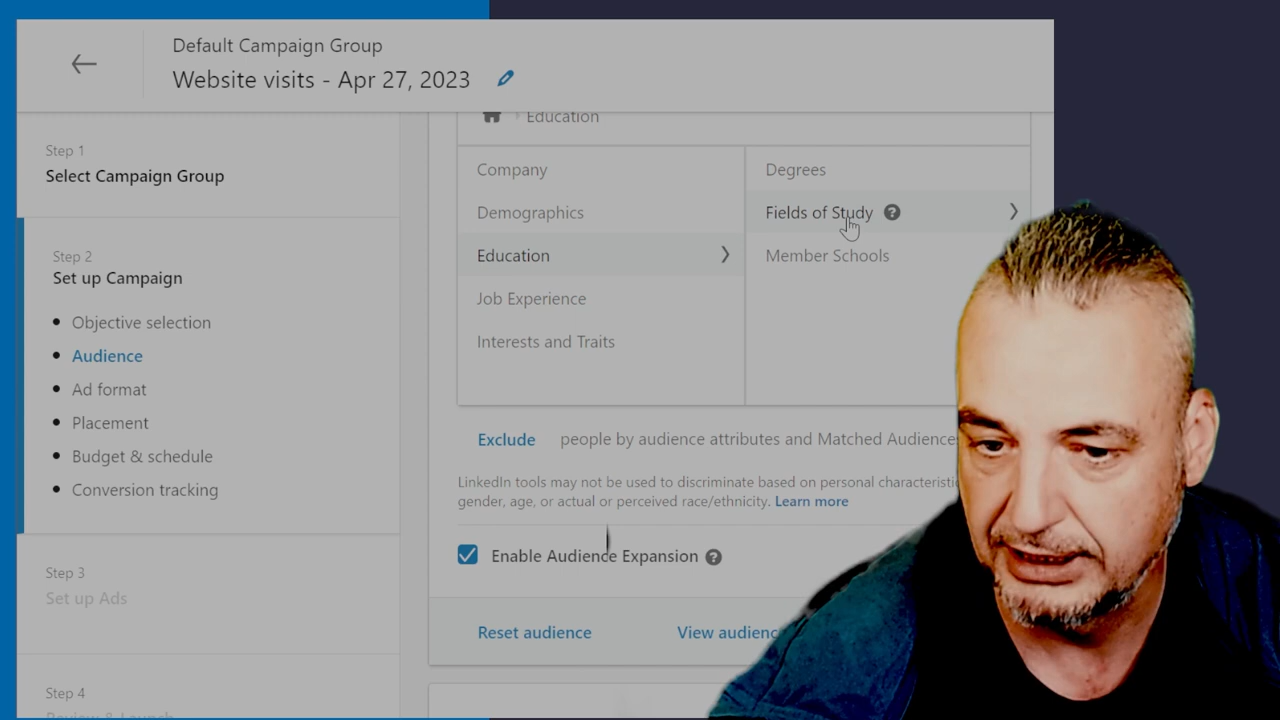 Default Campaign Group
Website visits - Apr 27, 2023
Step 1
Select Campaign Group
Step 2
Set up Campaign
Objective selection
Audience
Ad format
Placement
Budget & schedule
Conversion tracking
Step 3
Set up Ads
Step 4
Review & Launch
Education
Company
Demographics
Education
Job Experience
Interests and Traits
Degrees
Fields of Study ?
Member Schools
Exclude people by audience attributes and Matched Audiences
LinkedIn tools may not be used to discriminate based on personal
gender, age, or actual or perceived race/ethnicity. Learn more
Enable Audience Expansion ?
Reset audience
View